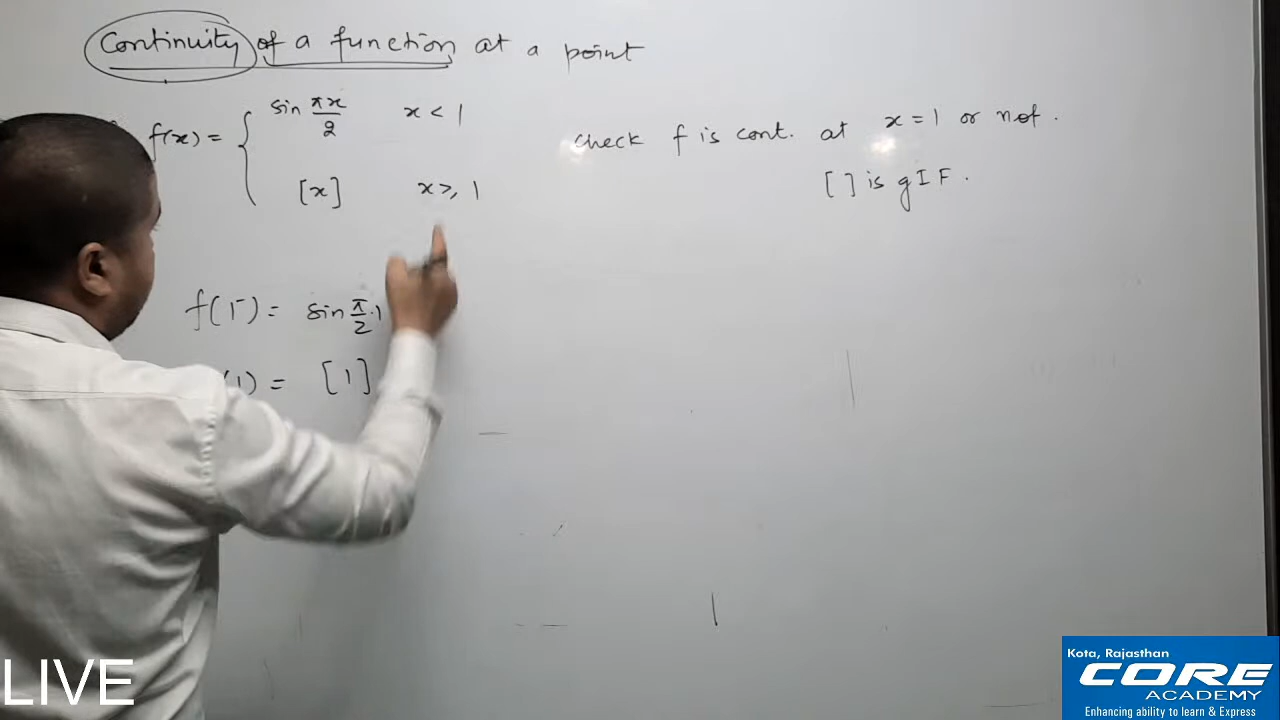 Continuity of a function at a point
f(x) = { sin πx/2 x < 1
check f is cont. at x = 1 or not.
[x] x ≥ 1
[ ] is gIF.
f(1⁻) = sin π/2 · 1
(1) = [1]
LIVE
Kota, Rajasthan
CORE
ACADEMY
Enhancing ability to learn & Express